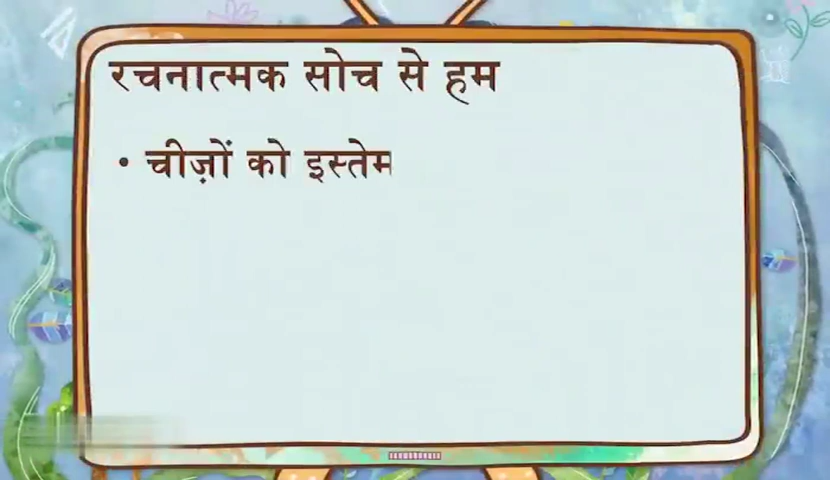 रचनात्मक सोच से हम
• चीज़ों को इस्तेम